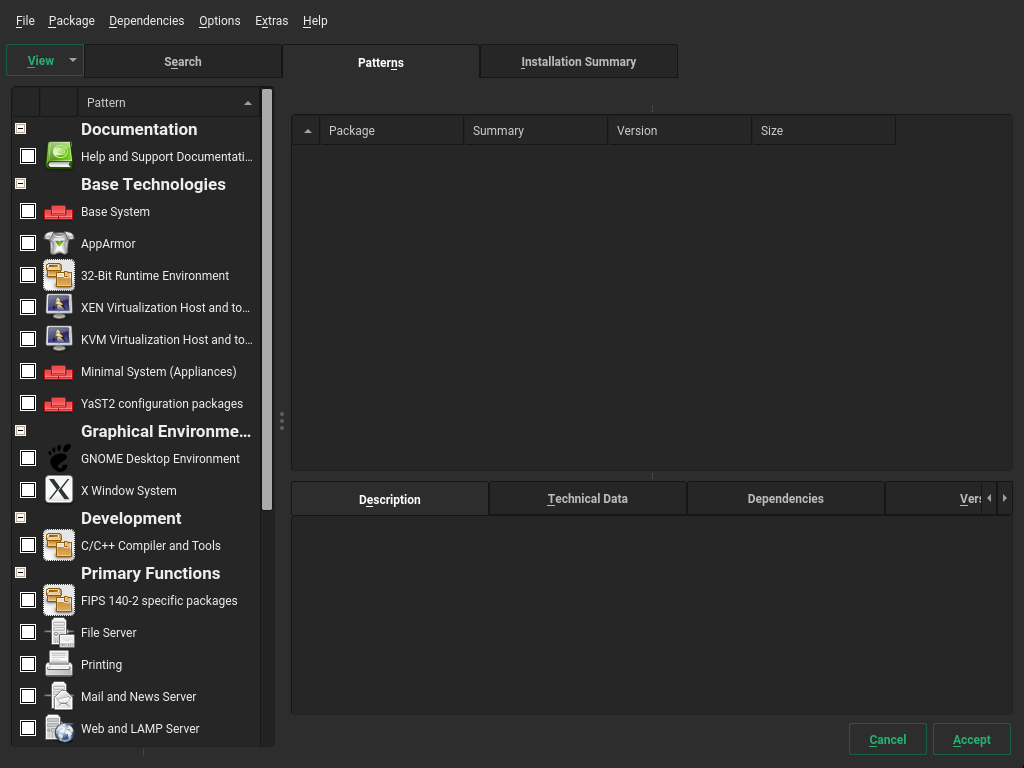 File Package Dependencies Options Extras Help
View Search Patterns Installation Summary
Pattern
Documentation
Help and Support Documentati...
Base Technologies
Base System
AppArmor
32-Bit Runtime Environment
XEN Virtualization Host and to...
KVM Virtualization Host and to...
Minimal System (Appliances)
YaST2 configuration packages
Graphical Environme...
GNOME Desktop Environment
X Window System
Development
C/C++ Compiler and Tools
Primary Functions
FIPS 140-2 specific packages
File Server
Printing
Mail and News Server
Web and LAMP Server
Package Summary Version Size
Description Technical Data Dependencies Vers
Cancel Accept